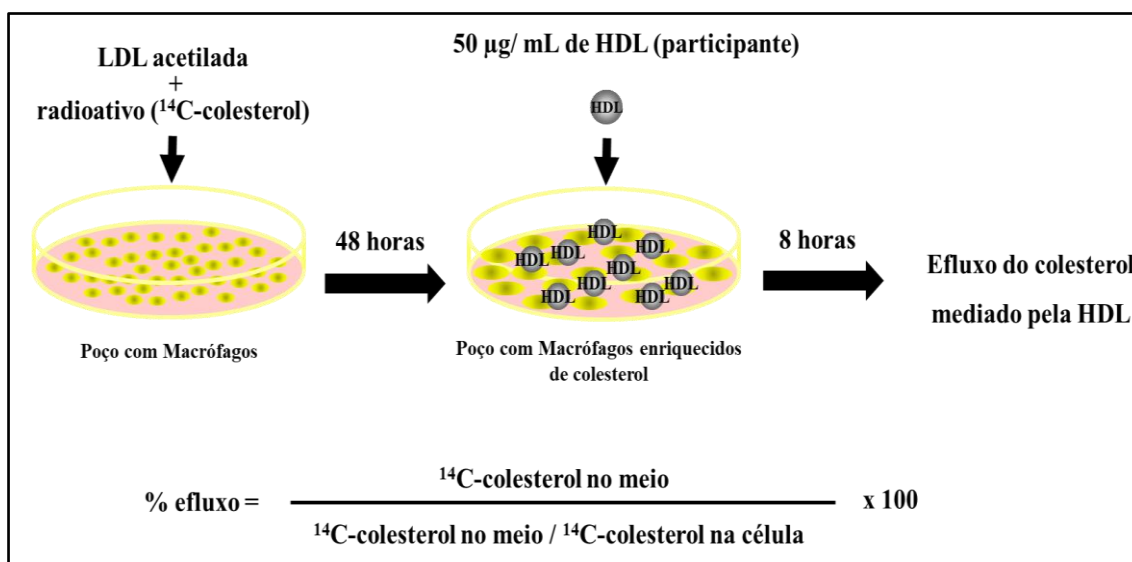 LDL acetilada
+
radioativo (¹⁴C-colesterol)
50 µg/ mL de HDL (participante)
HDL
48 horas
HDL
HDL
HDL
HDL
HDL
HDL
HDL
HDL
HDL
8 horas
Efluxo do colesterol
mediado pela HDL
Poço com Macrófagos
Poço com Macrófagos enriquecidos
de colesterol
% efluxo =
¹⁴C-colesterol no meio
¹⁴C-colesterol no meio / ¹⁴C-colesterol na célula
x 100